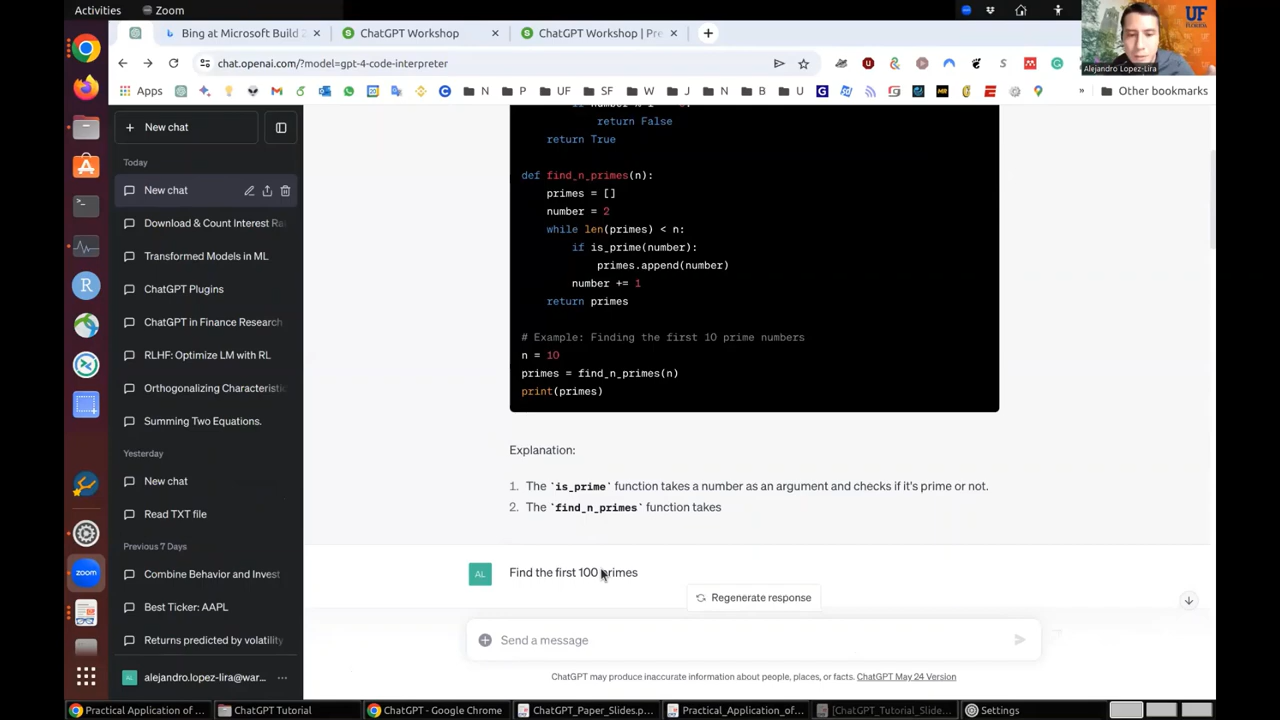 Activities
Zoom
UF
Alejandro Lopez-Lira
Bing at Microsoft Build 2
ChatGPT Workshop
ChatGPT Workshop | Pre
chat.openai.com/?model=gpt-4-code-interpreter
Apps
N
P
UF
SF
W
J
N
B
U
Other bookmarks
New chat
Today
New chat
Download & Count Interest Ra
Transformed Models in ML
ChatGPT Plugins
ChatGPT in Finance Research
RLHF: Optimize LM with RL
Orthogonalizing Characteristic
Summing Two Equations.
Yesterday
New chat
Read TXT file
Previous 7 Days
Combine Behavior and Invest
Best Ticker: AAPL
Returns predicted by volatility
alejandro.lopez-lira@war...
return False
return True
def find_n_primes(n):
primes = []
number = 2
while len(primes) < n:
if is_prime(number):
primes.append(number)
number += 1
return primes
# Example: Finding the first 10 prime numbers
n = 10
primes = find_n_primes(n)
print(primes)
Explanation:
1. The `is_prime` function takes a number as an argument and checks if it's prime or not.
2. The `find_n_primes` function takes
AL
Find the first 100 primes
Regenerate response
Send a message
ChatGPT may produce inaccurate information about people, places, or facts. ChatGPT May 24 Version
Practical Application of ...
ChatGPT Tutorial
ChatGPT - Google Chrome
ChatGPT_Paper_Slides.p...
Practical_Application_of...
[ChatGPT_Tutorial_Slide...
Settings